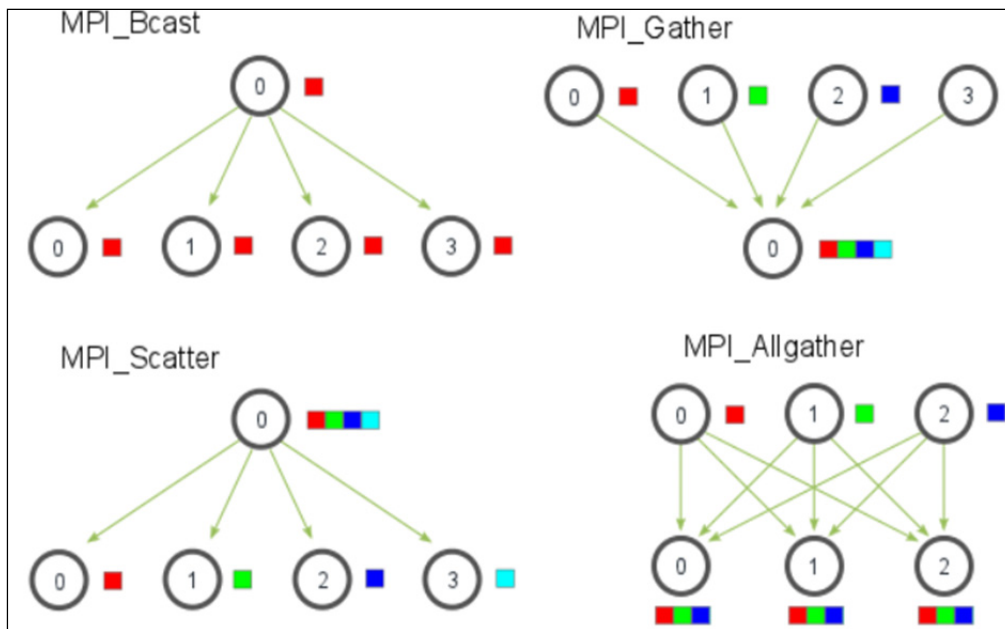 MPI_Bcast
0
0 1 2 3
MPI_Gather
0 1 2 3
0
MPI_Scatter
0
0 1 2 3
MPI_Allgather
0 1 2
0 1 2